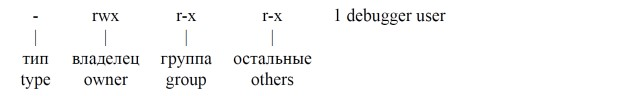 - rwx r-x r-x 1 debugger user
| | | |
тип владелец группа остальные
type owner group others